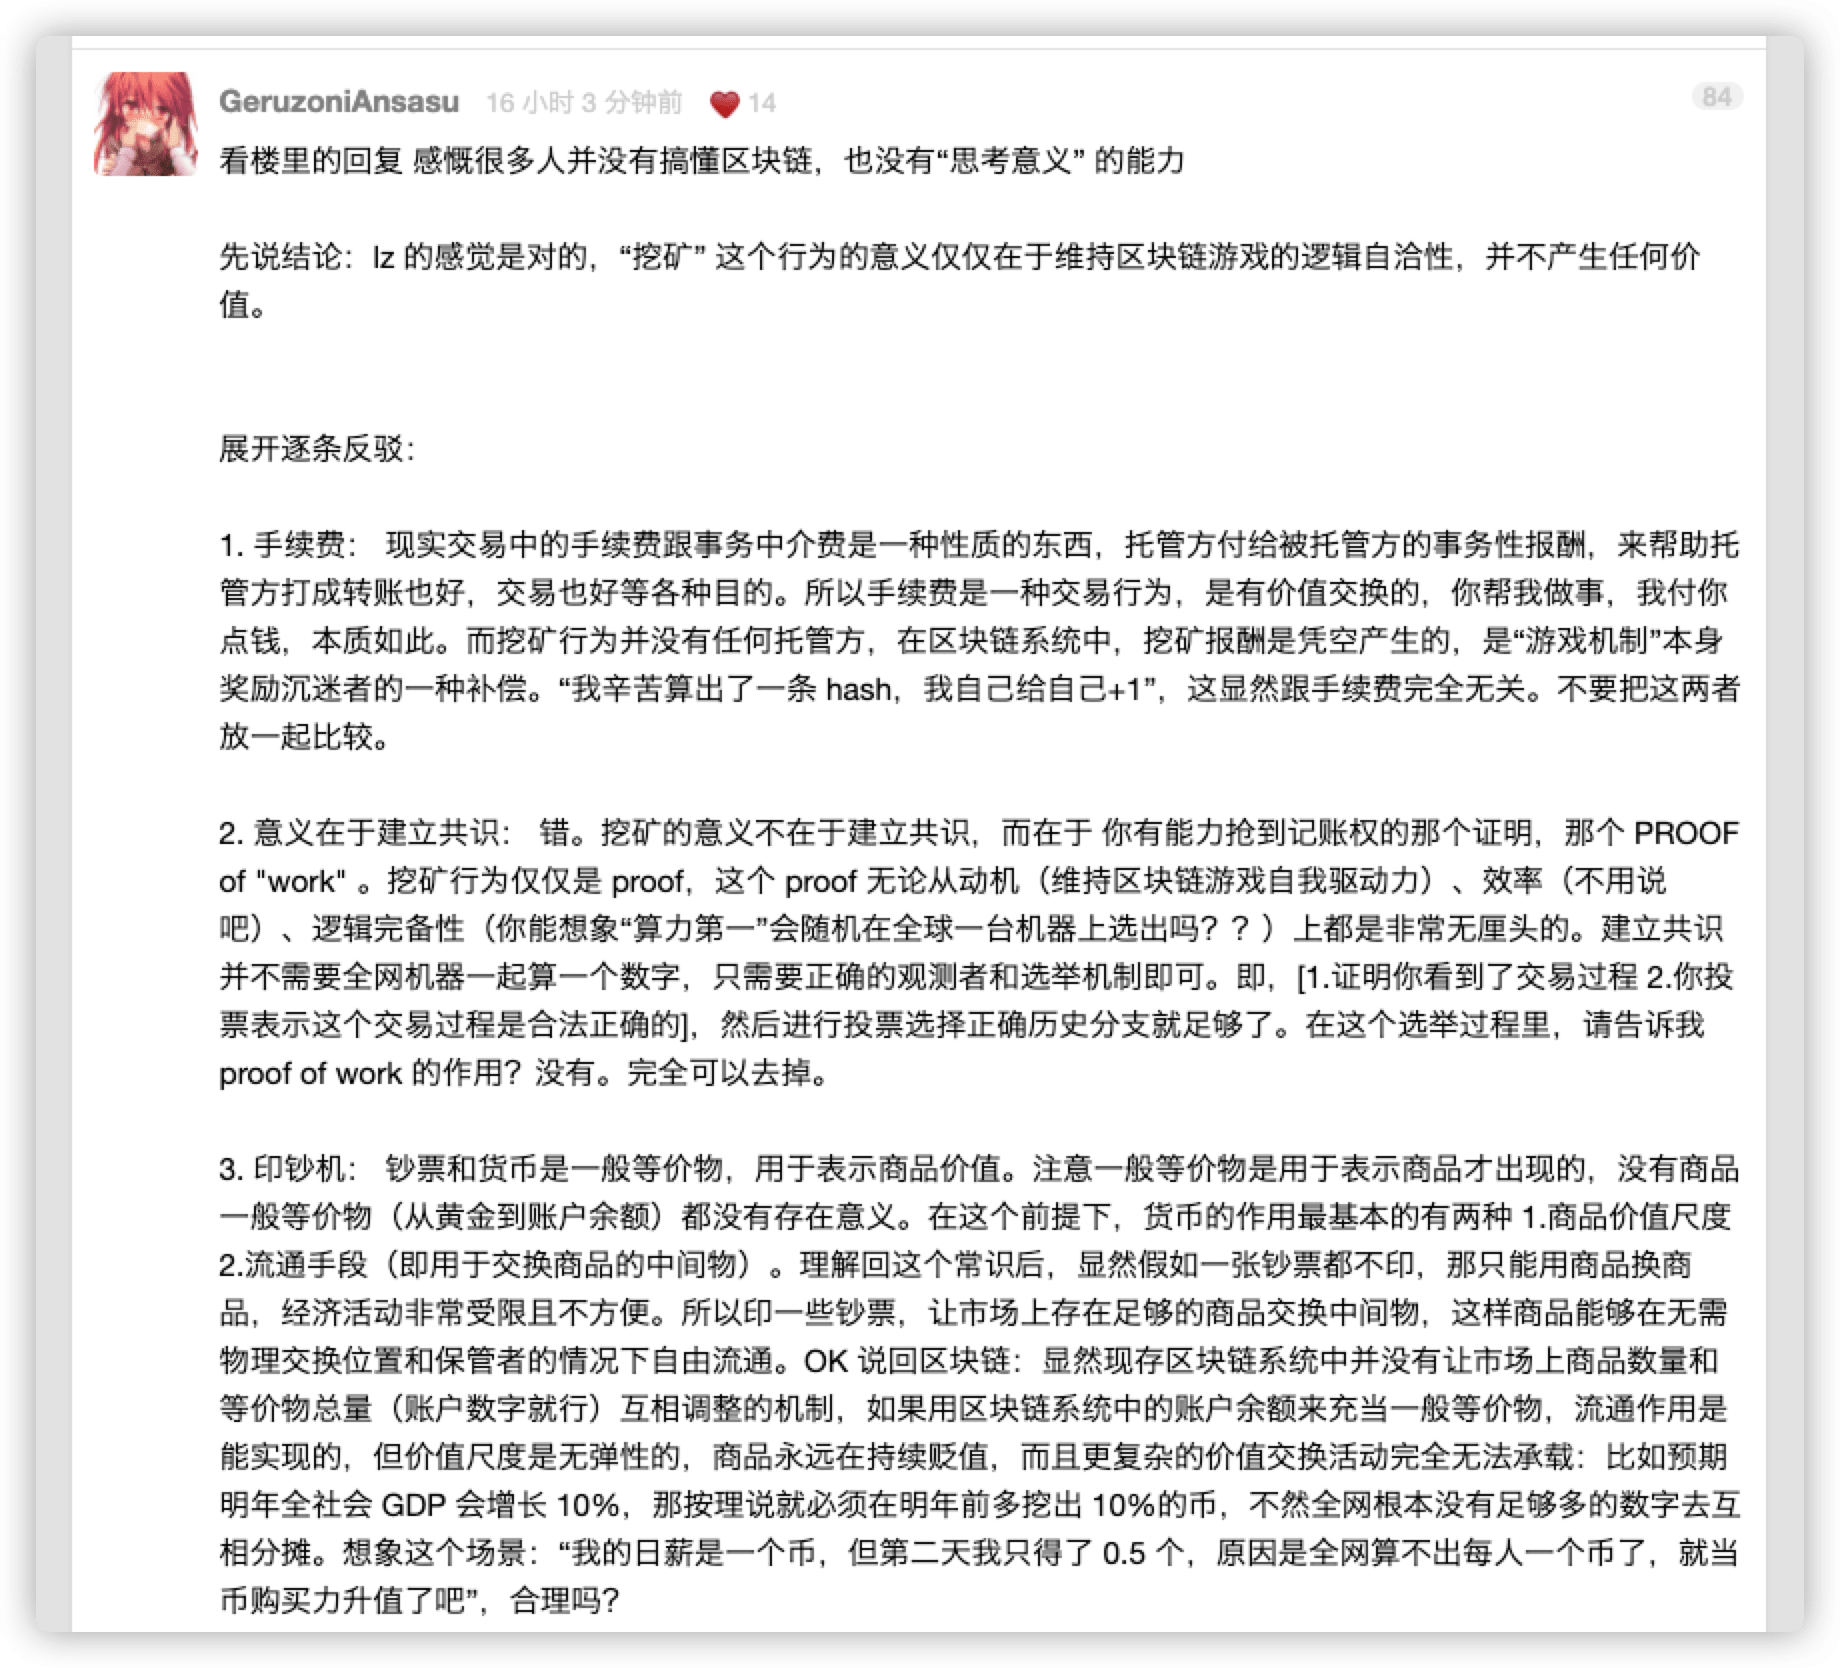 GeruzoniAnsasu 16 小时 3 分钟前 ❤ 14 84
看楼里的回复 感慨很多人并没有搞懂区块链，也没有“思考意义” 的能力
先说结论：lz 的感觉是对的，“挖矿” 这个行为的意义仅仅在于维持区块链游戏的逻辑自洽性，并不产生任何价
值。
展开逐条反驳：
1. 手续费： 现实交易中的手续费跟事务中介费是一种性质的东西，托管方付给被托管方的事务性报酬，来帮助托
管方打成转账也好，交易也好等各种目的。所以手续费是一种交易行为，是有价值交换的，你帮我做事，我付你
点钱，本质如此。而挖矿行为并没有任何托管方，在区块链系统中，挖矿报酬是凭空产生的，是“游戏机制”本身
奖励沉迷者的一种补偿。“我辛苦算出了一条 hash，我自己给自己+1”，这显然跟手续费完全无关。不要把这两者
放一起比较。
2. 意义在于建立共识： 错。挖矿的意义不在于建立共识，而在于 你有能力抢到记账权的那个证明，那个 PROOF
of "work" 。挖矿行为仅仅是 proof，这个 proof 无论从动机（维持区块链游戏自我驱动力）、效率（不用说
吧）、逻辑完备性（你能想象“算力第一”会随机在全球一台机器上选出吗？？）上都是非常无厘头的。建立共识
并不需要全网机器一起算一个数字，只需要正确的观测者和选举机制即可。即，[1.证明你看到了交易过程 2.你投
票表示这个交易过程是合法正确的]，然后进行投票选择正确历史分支就足够了。在这个选举过程里，请告诉我
proof of work 的作用？没有。完全可以去掉。
3. 印钞机： 钞票和货币是一般等价物，用于表示商品价值。注意一般等价物是用于表示商品才出现的，没有商品
一般等价物（从黄金到账户余额）都没有存在意义。在这个前提下，货币的作用最基本的有两种 1.商品价值尺度
2.流通手段（即用于交换商品的中间物）。理解回这个常识后，显然假如一张钞票都不印，那只能用商品换商
品，经济活动非常受限且不方便。所以印一些钞票，让市场上存在足够的商品交换中间物，这样商品能够在无需
物理交换位置和保管者的情况下自由流通。OK 说回区块链：显然现存区块链系统中并没有让市场上商品数量和
等价物总量（账户数字就行）互相调整的机制，如果用区块链系统中的账户余额来充当一般等价物，流通作用是
能实现的，但价值尺度是无弹性的，商品永远在持续贬值，而且更复杂的价值交换活动完全无法承载：比如预期
明年全社会 GDP 会增长 10%，那按理说就必须在明年前多挖出 10%的币，不然全网根本没有足够多的数字去互
相分摊。想象这个场景：“我的日薪是一个币，但第二天我只得了 0.5 个，原因是全网算不出每人一个币了，就当
币购买力升值了吧”，合理吗？